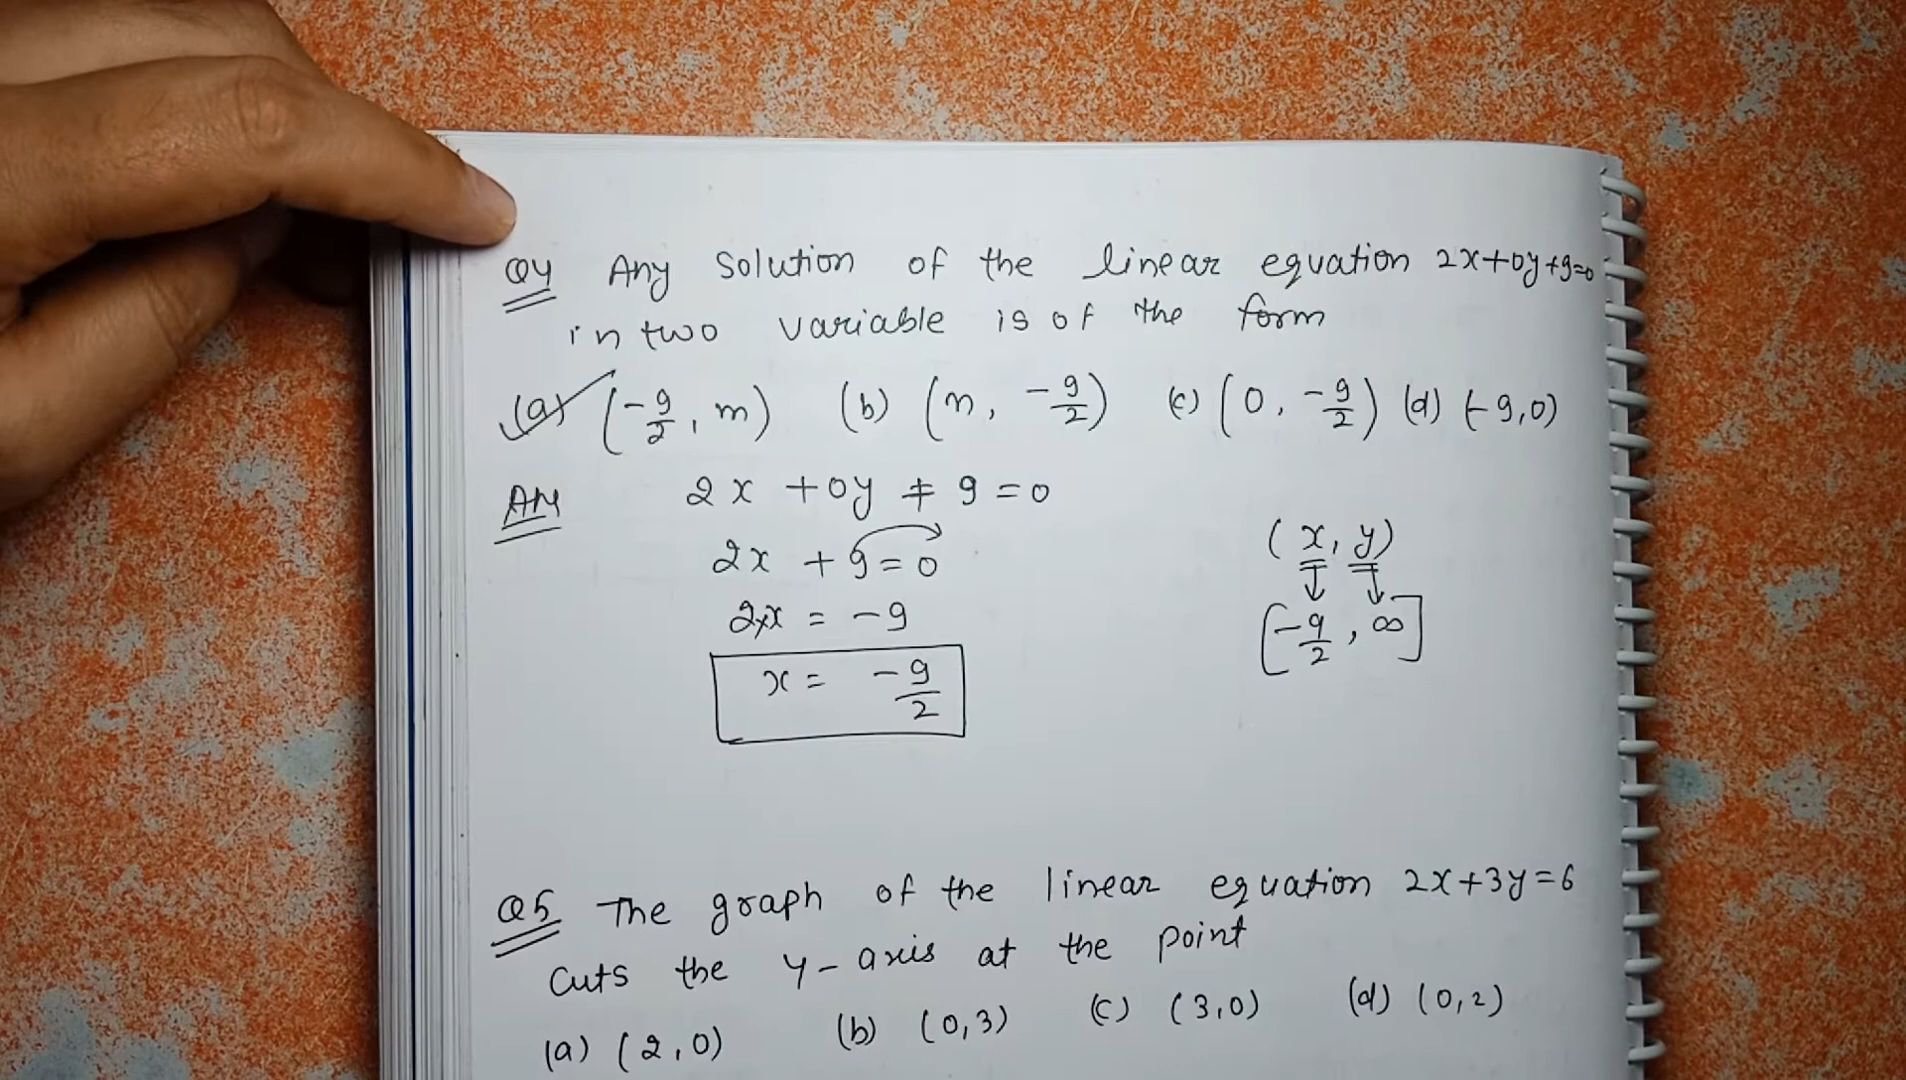 Q4 Any Solution of the linear equation 2x+0y+9=0
in two variable is of the form
(a) (-9/2, m) (b) (n, -9/2) (c) (0, -9/2) (d) (-9,0)
2x +0y + 9 =0
2x + 9 = 0
2x = -9
x = -9/2
(x, y)
[-9/2, ∞]
Q5 The graph of the linear equation 2x+3y=6
Cuts the y-axis at the point
(a) (2,0) (b) (0,3) (c) (3,0) (d) (0,2)